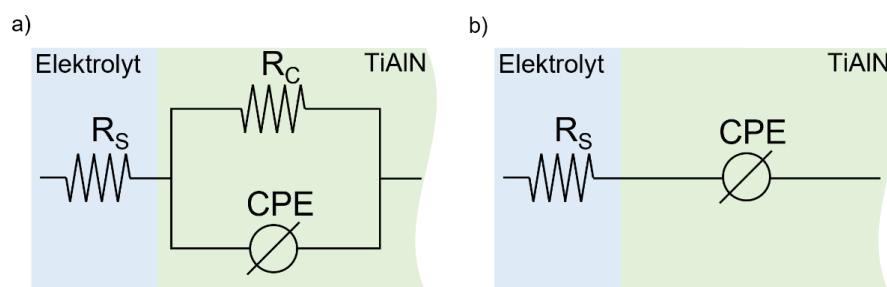 a)
Elektrolyt
TiAlN
R_C
R_S
CPE
b)
Elektrolyt
TiAlN
R_S
CPE